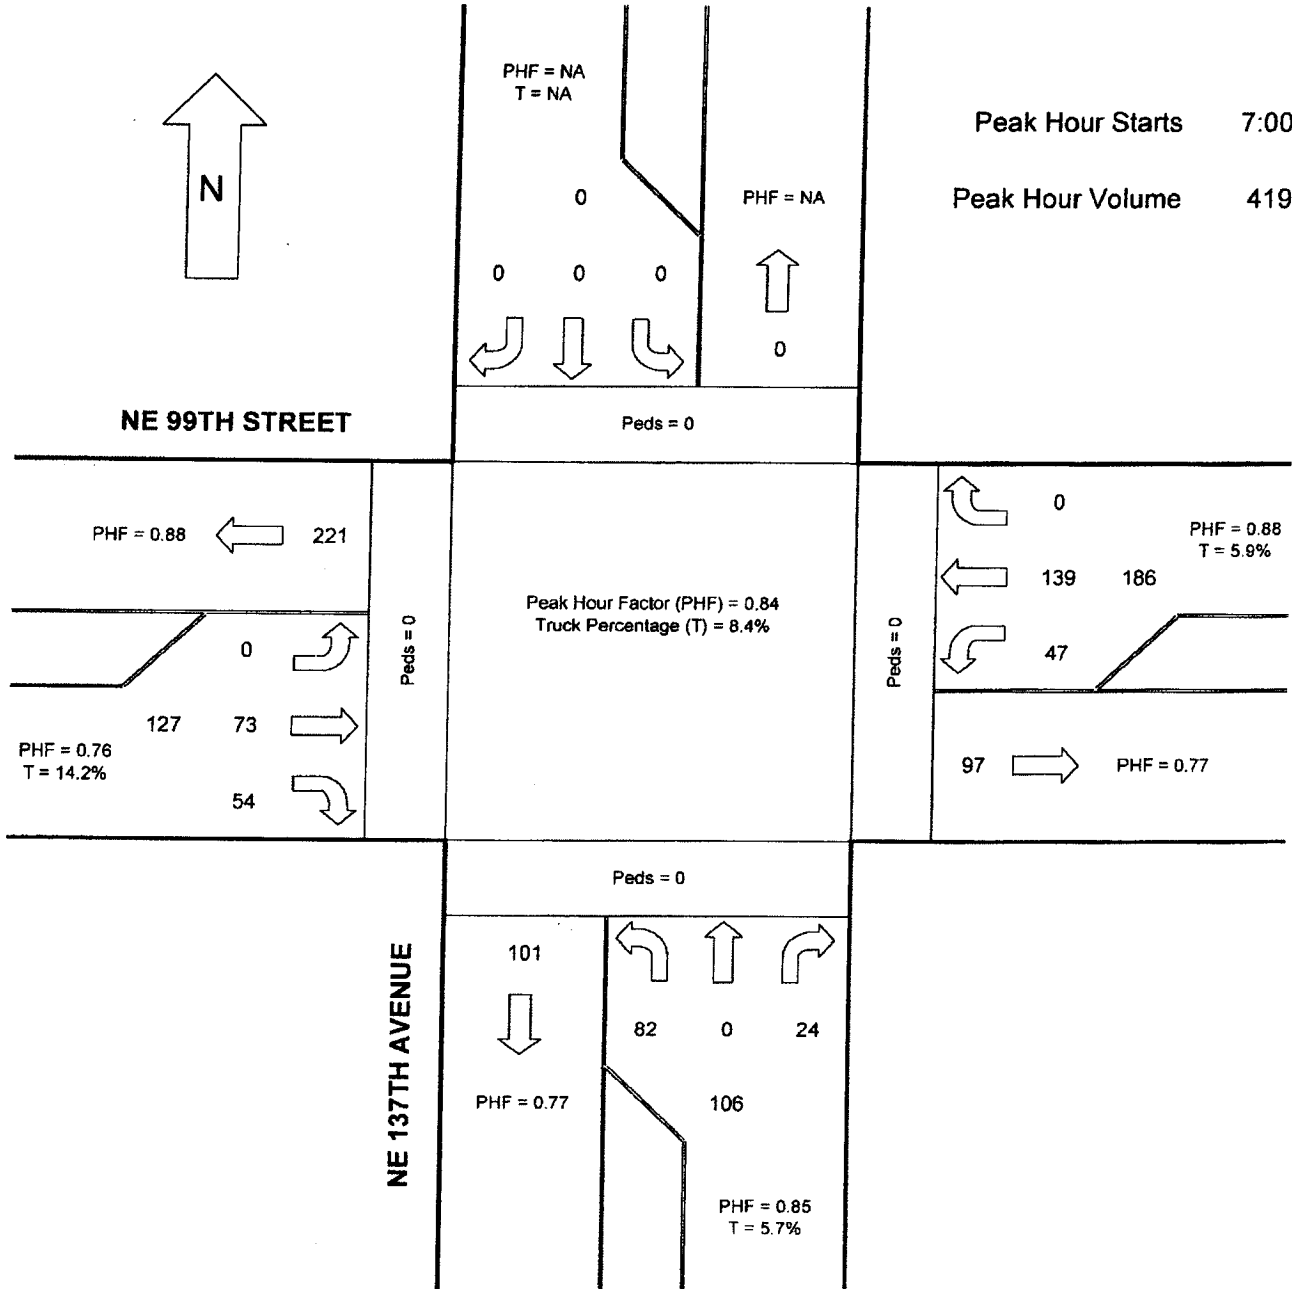 PHF = NA
T = NA
Peak Hour Starts 7:00
N
0
PHF = NA
Peak Hour Volume 419
0 0 0
0
NE 99TH STREET
Peds = 0
PHF = 0.88 221
0
PHF = 0.88
T = 5.9%
139 186
47
Peak Hour Factor (PHF) = 0.84
Truck Percentage (T) = 8.4%
Peds = 0
Peds = 0
0
127 73
PHF = 0.76
T = 14.2%
54
97 PHF = 0.77
Peds = 0
101
82 0 24
NE 137TH AVENUE
PHF = 0.77
106
PHF = 0.85
T = 5.7%